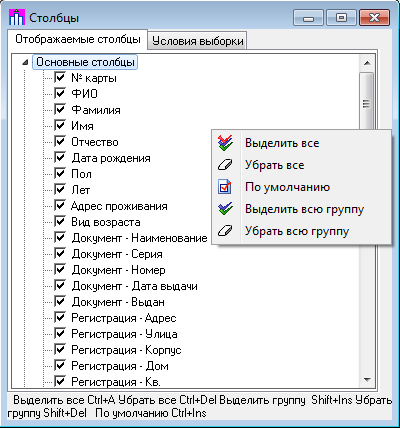 Столбцы
Отображаемые столбцы Условия выборки
Основные столбцы
№ карты
ФИО
Фамилия
Имя
Отчество
Дата рождения
Пол
Лет
Адрес проживания
Вид возраста
Документ - Наименование
Документ - Серия
Документ - Номер
Документ - Дата выдачи
Документ - Выдан
Регистрация - Адрес
Регистрация - Улица
Регистрация - Корпус
Регистрация - Дом
Регистрация - Кв.
Выделить все
Убрать все
По умолчанию
Выделить всю группу
Убрать всю группу
Выделить все Ctrl+A Убрать все Ctrl+Del Выделить группу Shift+Ins Убрать
группу Shift+Del По умолчанию Ctrl+Ins